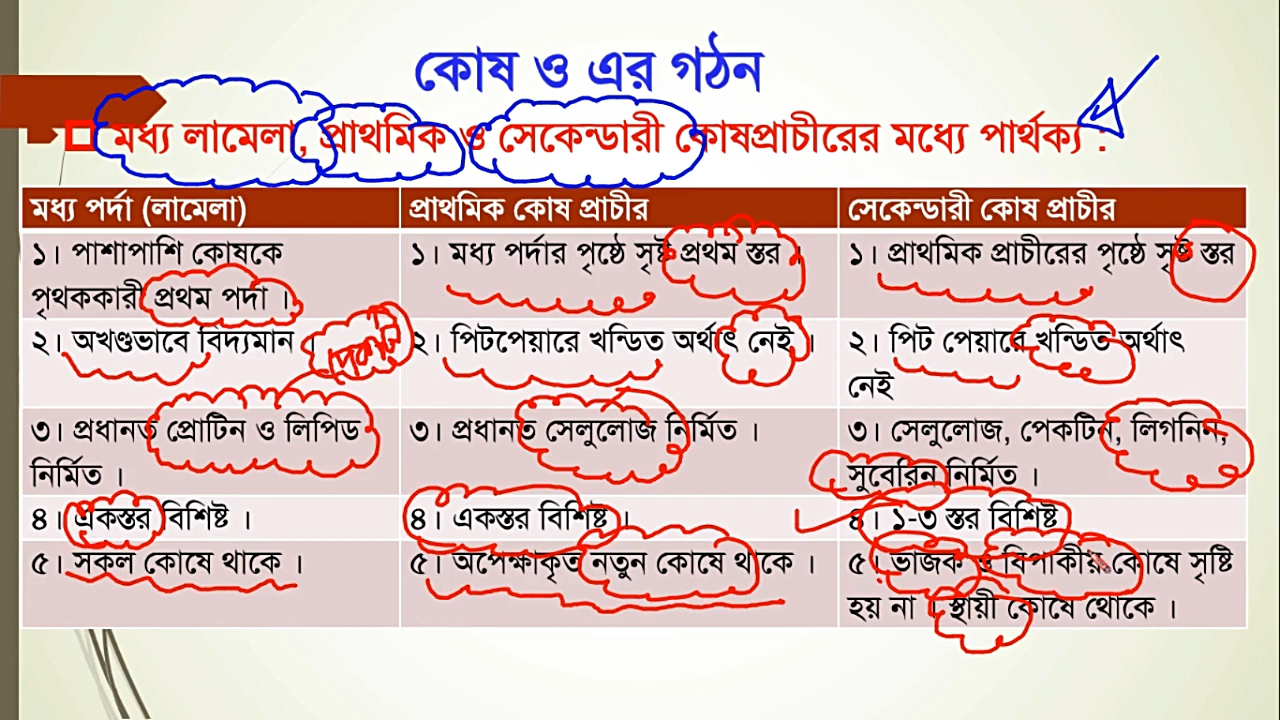 কোষ ও এর গঠন
মধ্য লামেলা, প্রাথমিক ও সেকেন্ডারী কোষপ্রাচীরের মধ্যে পার্থক্য :
মধ্য পর্দা (লামেলা)
প্রাথমিক কোষ প্রাচীর
সেকেন্ডারী কোষ প্রাচীর
১। পাশাপাশি কোষকে
পৃথককারী প্রথম পর্দা ।
১। মধ্য পর্দার পৃষ্ঠে সৃষ্ট প্রথম স্তর ।
১। প্রাথমিক প্রাচীরের পৃষ্ঠে সৃষ্ট স্তর
২। অখণ্ডভাবে বিদ্যমান ।
২। পিটপেয়ারে খন্ডিত অর্থাৎ নেই ।
২। পিট পেয়ারে খন্ডিত অর্থাৎ
নেই
৩। প্রধানত প্রোটিন ও লিপিড
নির্মিত ।
৩। প্রধানত সেলুলোজ নির্মিত ।
৩। সেলুলোজ, পেকটিন, লিগনিন,
সুবেরিন নির্মিত ।
৪। একস্তর বিশিষ্ট ।
৪। একস্তর বিশিষ্ট ।
৪। ১-৩ স্তর বিশিষ্ট
৫। সকল কোষে থাকে ।
৫। অপেক্ষাকৃত নতুন কোষে থাকে ।
৫। ভাজক ও বিপাকীয় কোষে সৃষ্টি
হয় না । স্থায়ী কোষে থোকে ।